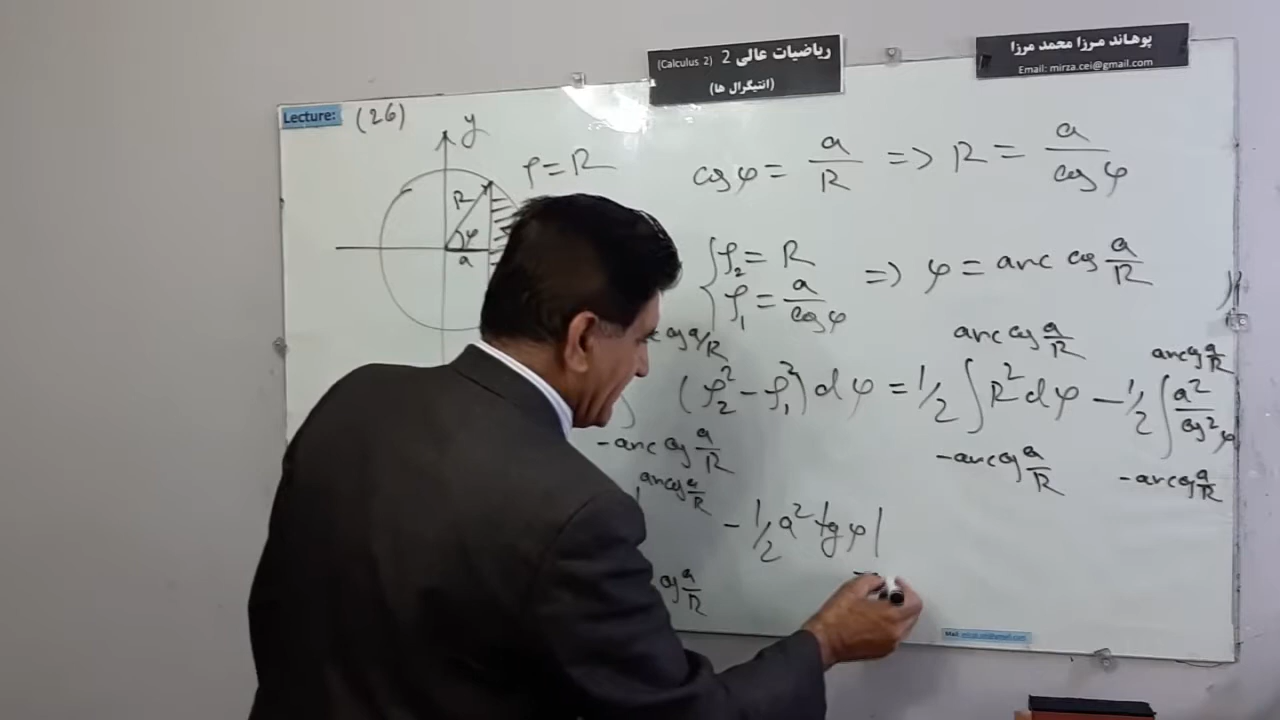 ریاضیات عالی 2 (Calculus 2)
(انتیگرال ها)
پوهاند مرزا محمد مرزا
Email: mirza.cei@gmail.com
Lecture: (26)
y
ρ = R
R
φ
a
cos φ = a/R => R = a/cos φ
{ ρ₂ = R
ρ₁ = a/cos φ => φ = arc cos a/R
cos a/R arc cos a/R arc cos a/R
(ρ₂² - ρ₁²) dφ = 1/2 ∫ R² dφ - 1/2 ∫ a²/cos² φ
-arc cos a/R -arc cos a/R -arc cos a/R
arc cos a/R
- 1/2 a² tg φ |
cos a/R